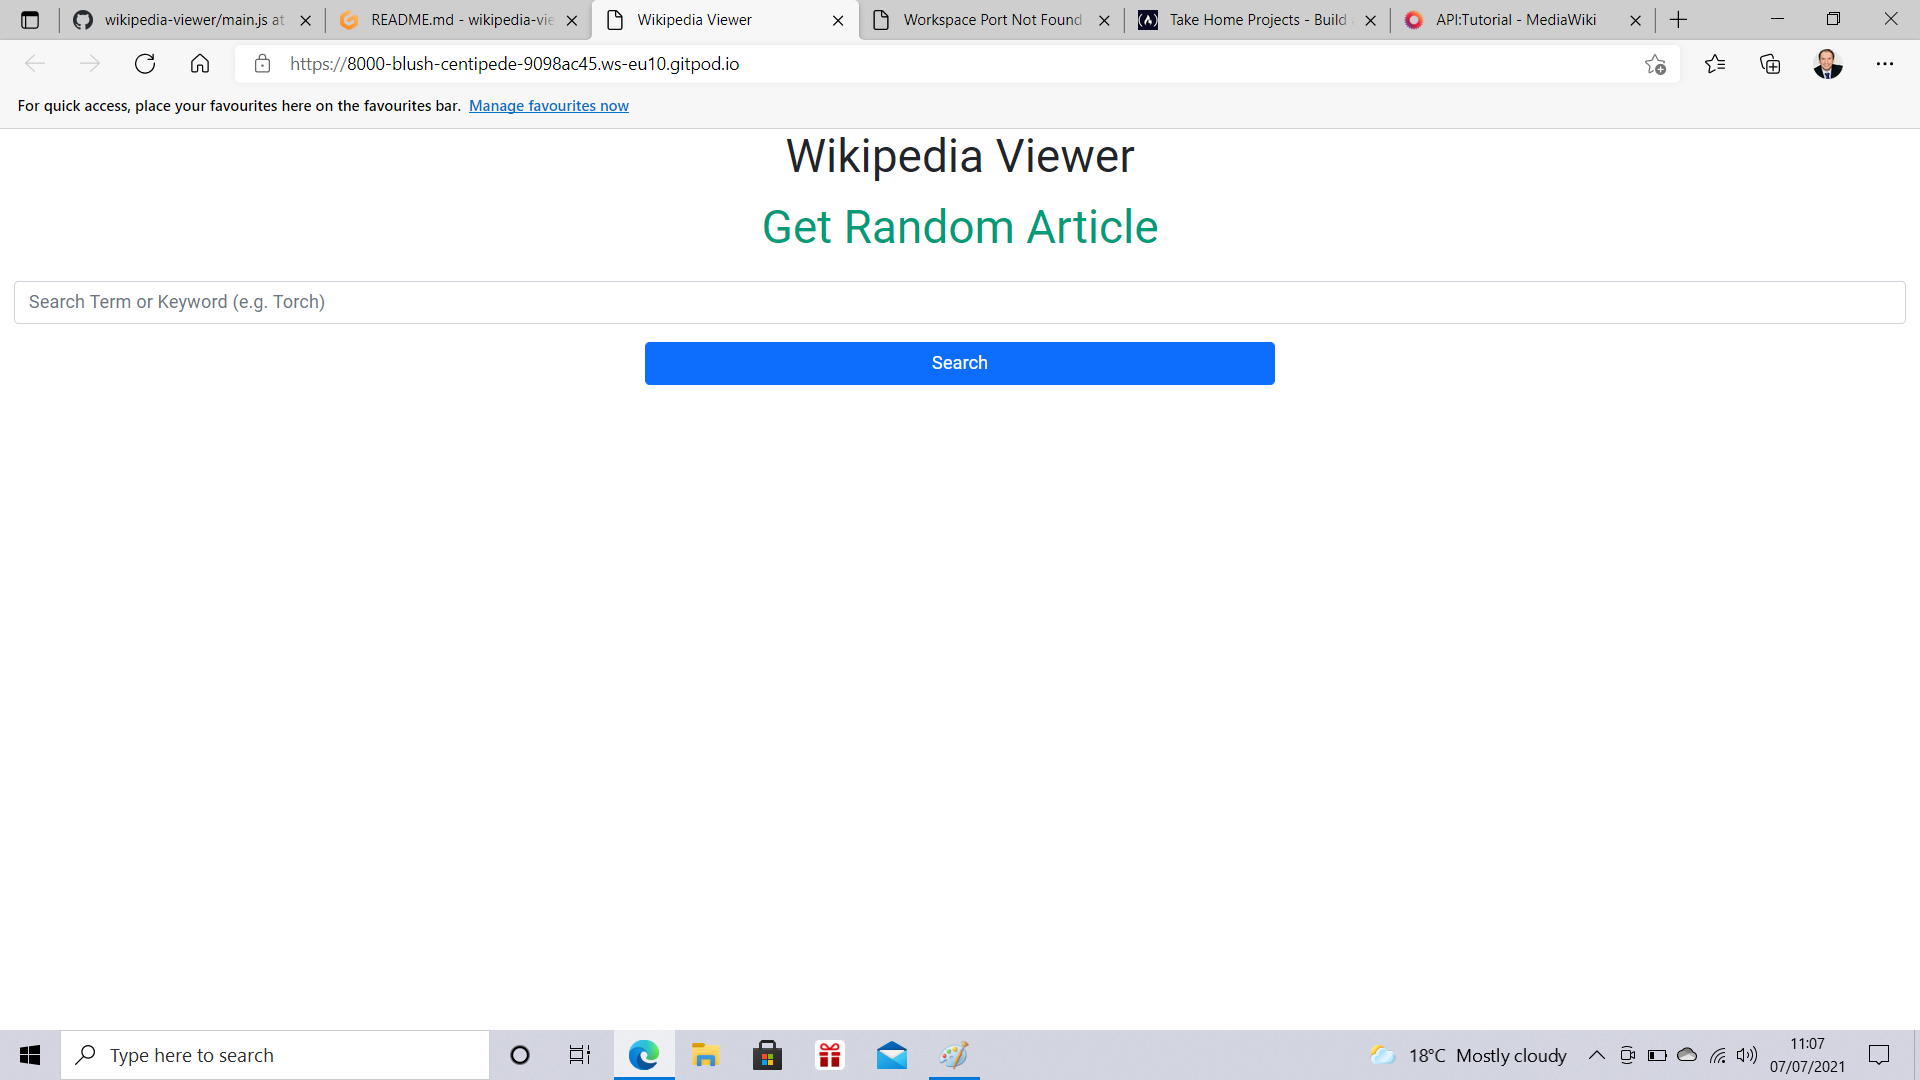 wikipedia-viewer/main.js at
README.md - wikipedia-vie
Wikipedia Viewer
Workspace Port Not Found
Take Home Projects - Build
API:Tutorial - MediaWiki
https://8000-blush-centipede-9098ac45.ws-eu10.gitpod.io
For quick access, place your favourites here on the favourites bar. Manage favourites now
Wikipedia Viewer
Get Random Article
Search Term or Keyword (e.g. Torch)
Search
Type here to search
18°C Mostly cloudy
11:07
07/07/2021